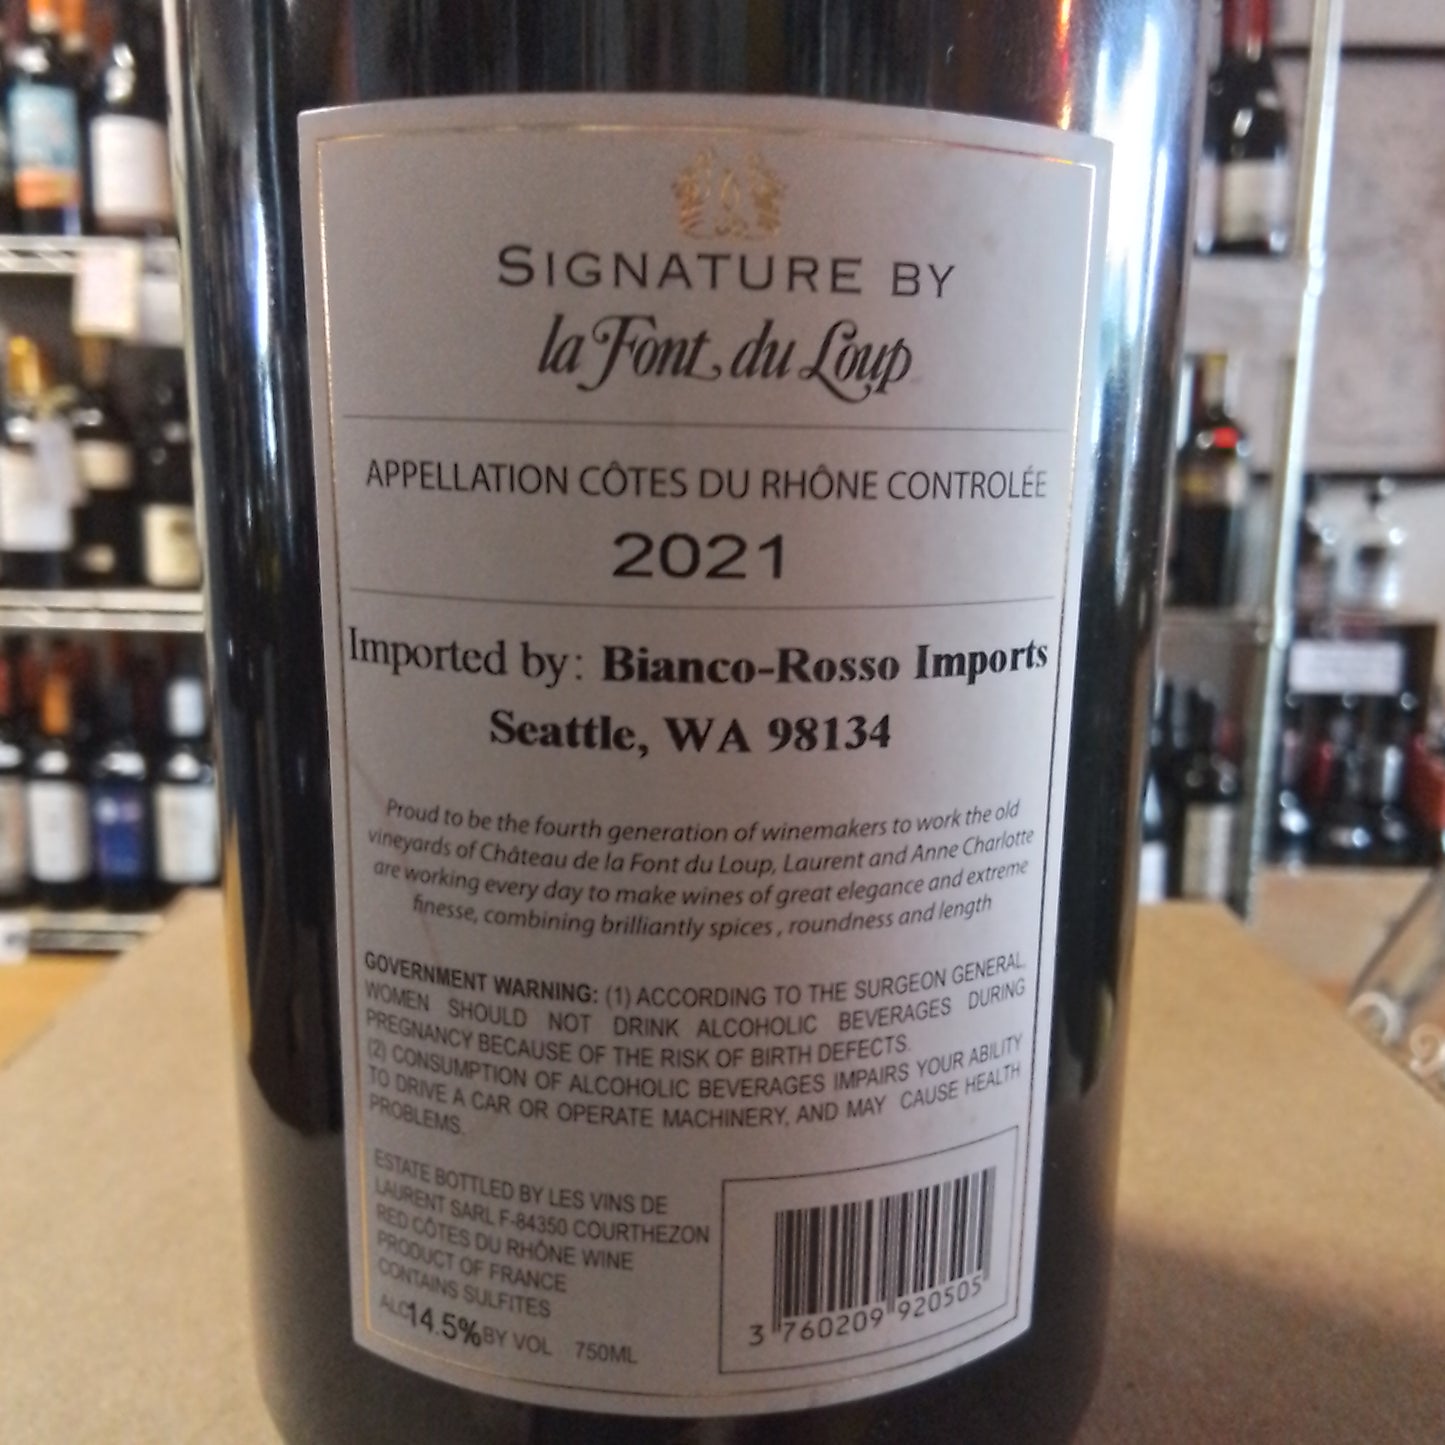 SIGNATURE BY
la Font du Loup
APPELLATION CÔTES DU RHÔNE CONTROLÉE
2021
Imported by: Bianco-Rosso Imports
Seattle, WA 98134
Proud to be the fourth generation of winemakers to work the old
vineyards of Château de la Font du Loup, Laurent and Anne Charlotte
are working every day to make wines of great elegance and extreme
finesse, combining brilliantly spices , roundness and length
GOVERNMENT WARNING: (1) ACCORDING TO THE SURGEON GENERAL,
WOMEN SHOULD NOT DRINK ALCOHOLIC BEVERAGES DURING
PREGNANCY BECAUSE OF THE RISK OF BIRTH DEFECTS.
(2) CONSUMPTION OF ALCOHOLIC BEVERAGES IMPAIRS YOUR ABILITY
TO DRIVE A CAR OR OPERATE MACHINERY, AND MAY CAUSE HEALTH
PROBLEMS.
ESTATE BOTTLED BY LES VINS DE
LAURENT SARL F-84350 COURTHEZON
RED CÔTES DU RHÔNE WINE
PRODUCT OF FRANCE
CONTAINS SULFITES
ALC 14.5% BY VOL 750ML
3 760209 920505